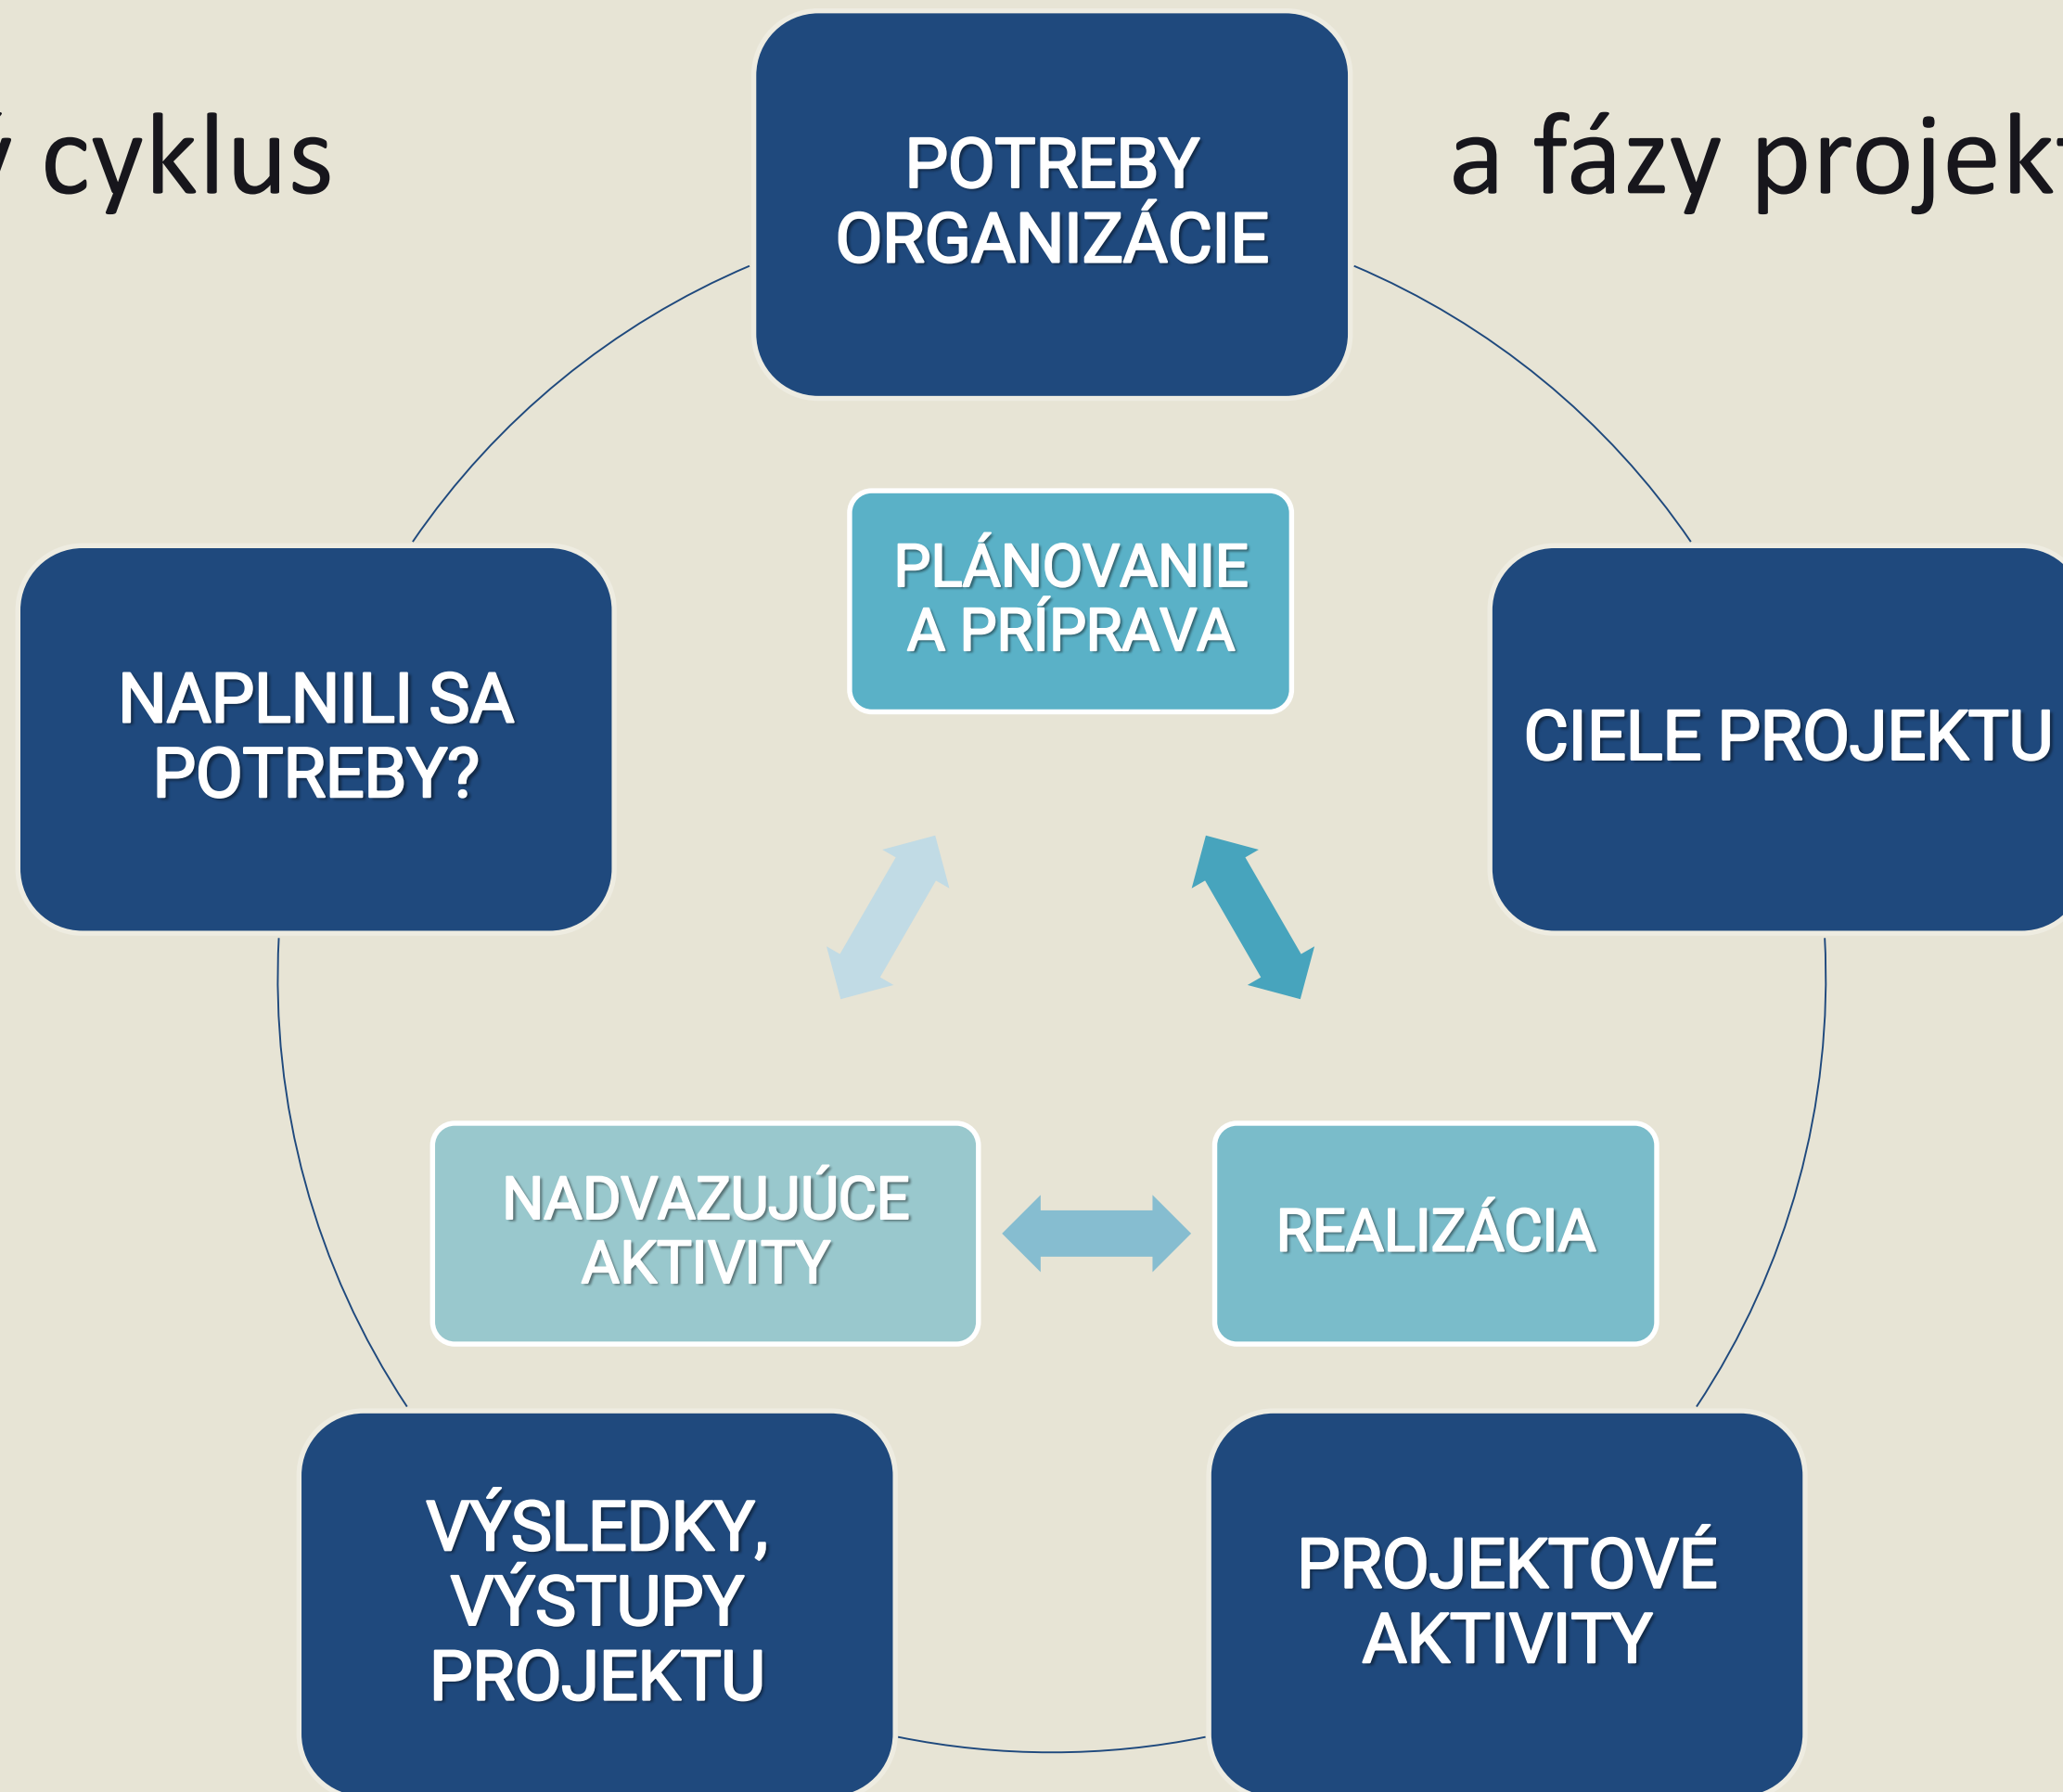 cyklus
a fázy
POTREBY
ORGANIZÁCIE
PLÁNOVANIE
A PRÍPRAVA
NAPLNILI SA
POTREBY?
CIELE PROJEKTU
NADVAZUJÚCE
AKTIVITY
REALIZÁCIA
VÝSLEDKY,
VÝSTUPY
PROJEKTU
PROJEKTOVÉ
AKTIVITY